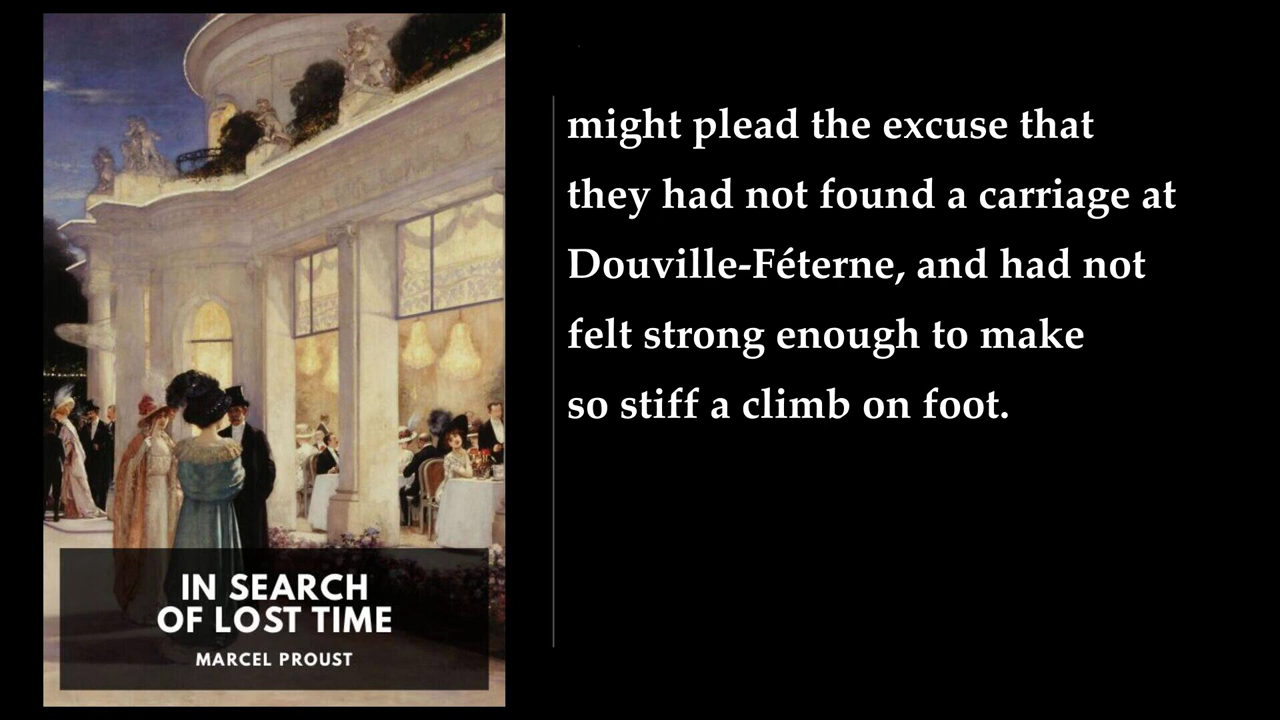 might plead the excuse that
they had not found a carriage at
Douville-Féterne, and had not
felt strong enough to make
so stiff a climb on foot.
IN SEARCH
OF LOST TIME
MARCEL PROUST